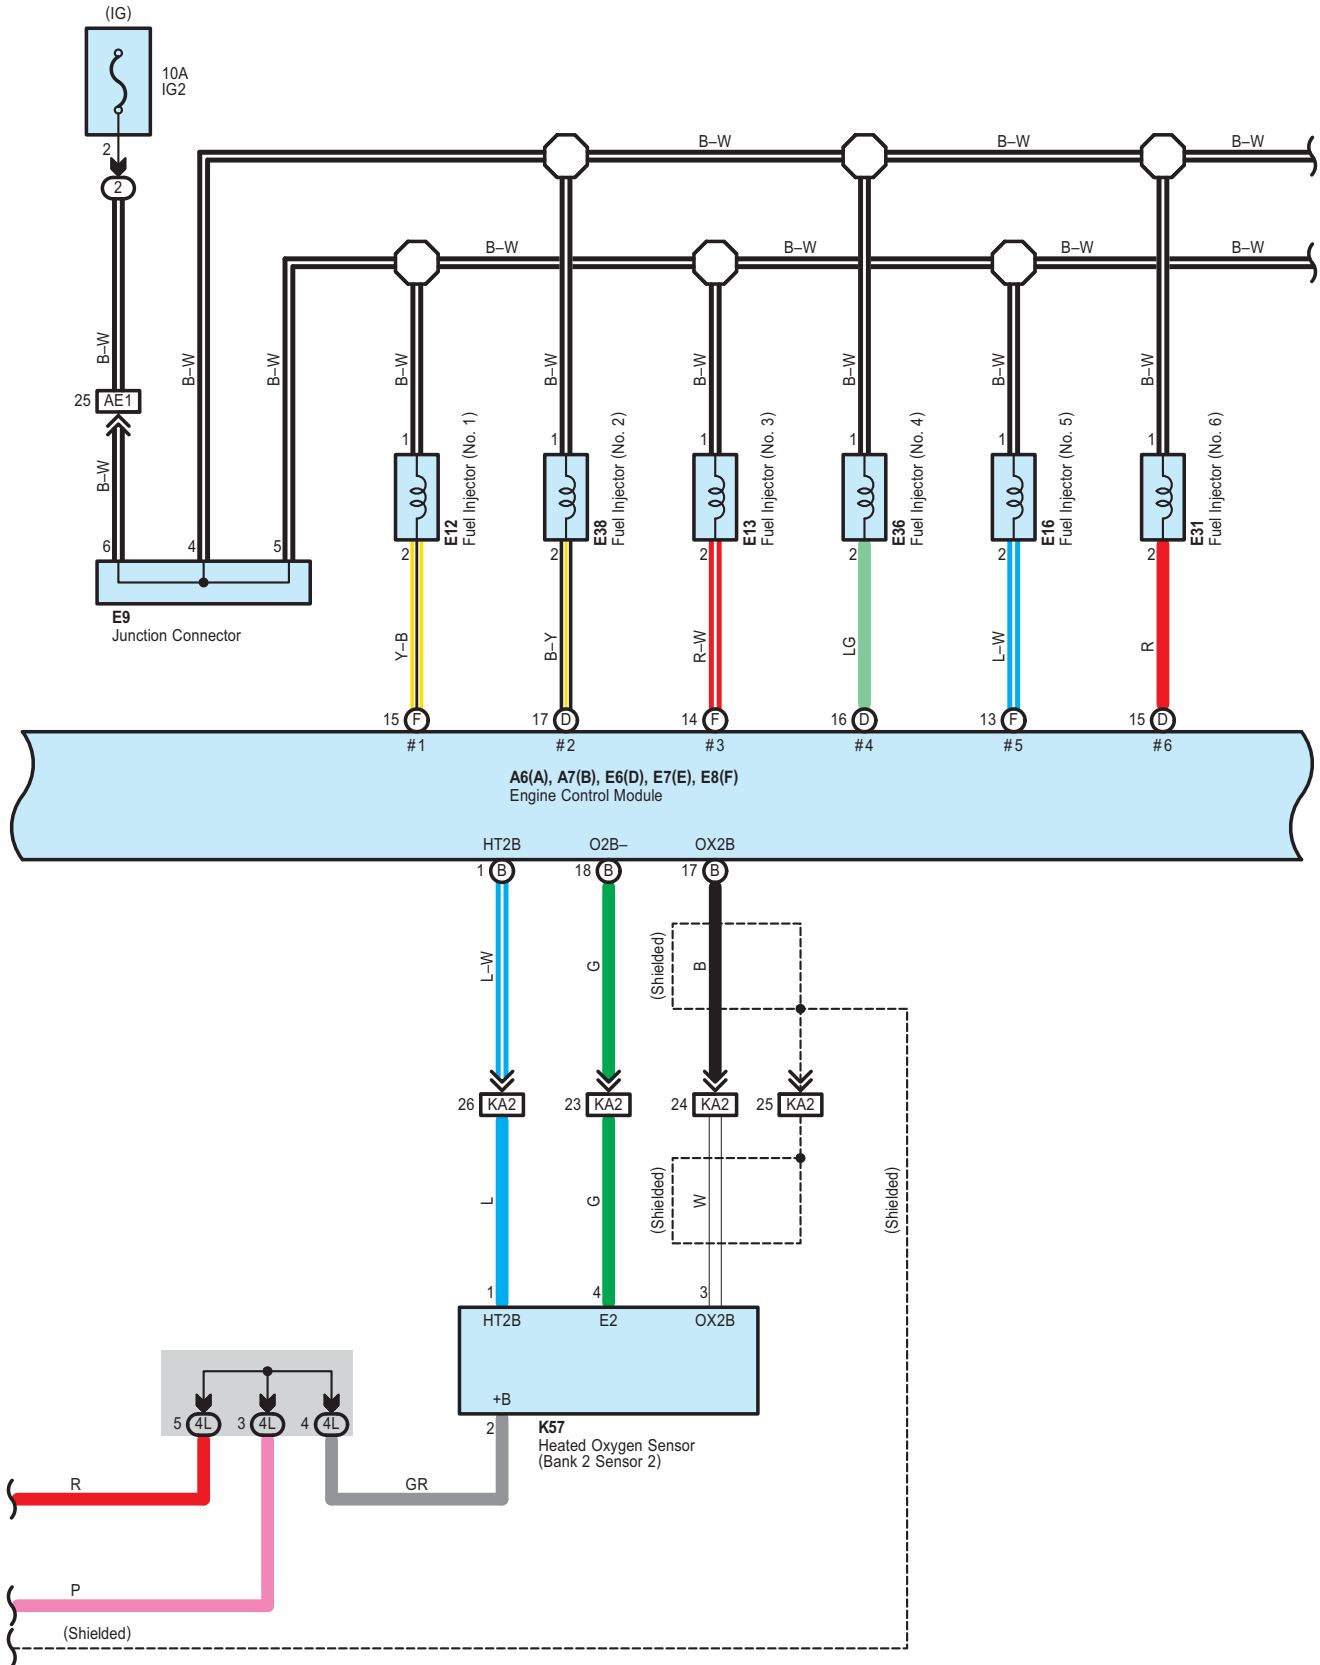 (IG)
10A
IG2
2
2
B–W
B–W
B–W
B–W
B–W
B–W
B–W
B–W
B–W
25 AE1
B–W
B–W
B–W
B–W
B–W
B–W
B–W
B–W
B–W
1
1
1
1
1
1
E12
Fuel Injector (No. 1)
E38
Fuel Injector (No. 2)
E13
Fuel Injector (No. 3)
E36
Fuel Injector (No. 4)
E16
Fuel Injector (No. 5)
E31
Fuel Injector (No. 6)
6 4 5
2
2
2
2
2
2
E9
Junction Connector
Y–B
B–Y
R–W
LG
L–W
R
15 F
17 D
14 F
16 D
13 F
15 D
#1
#2
#3
#4
#5
#6
A6(A), A7(B), E6(D), E7(E), E8(F)
Engine Control Module
HT2B
O2B–
OX2B
1 B
18 B
17 B
L–W
G
(Shielded)
B
26 KA2
23 KA2
24 KA2
25 KA2
L
G
(Shielded)
W
(Shielded)
1
4
3
HT2B
E2
OX2B
+B
2
K57
Heated Oxygen Sensor
(Bank 2 Sensor 2)
5 4L
3 4L
4 4L
R
GR
P
(Shielded)